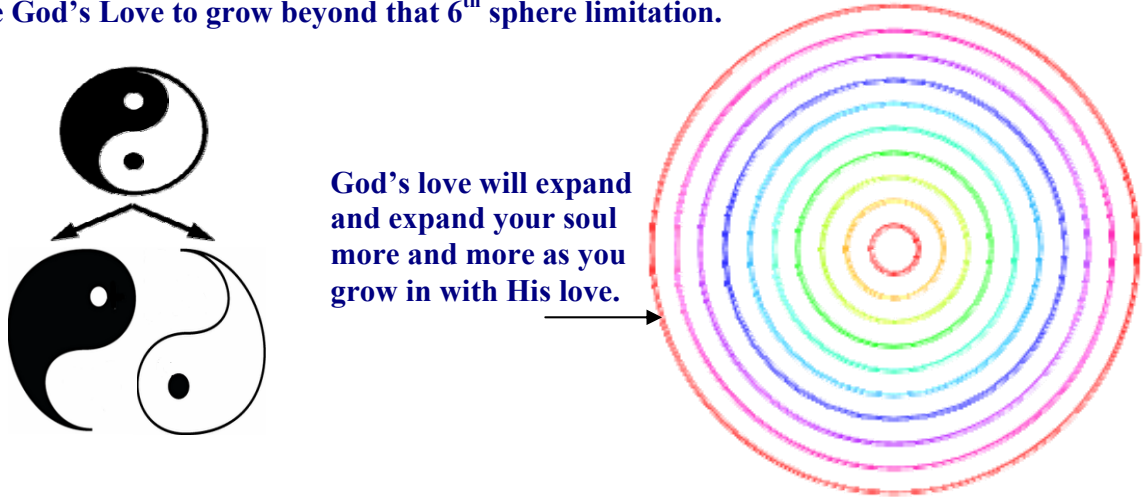 God’s Love to grow beyond that 6th sphere limitation.
God’s love will expand
and expand your soul
more and more as you
grow in with His love.